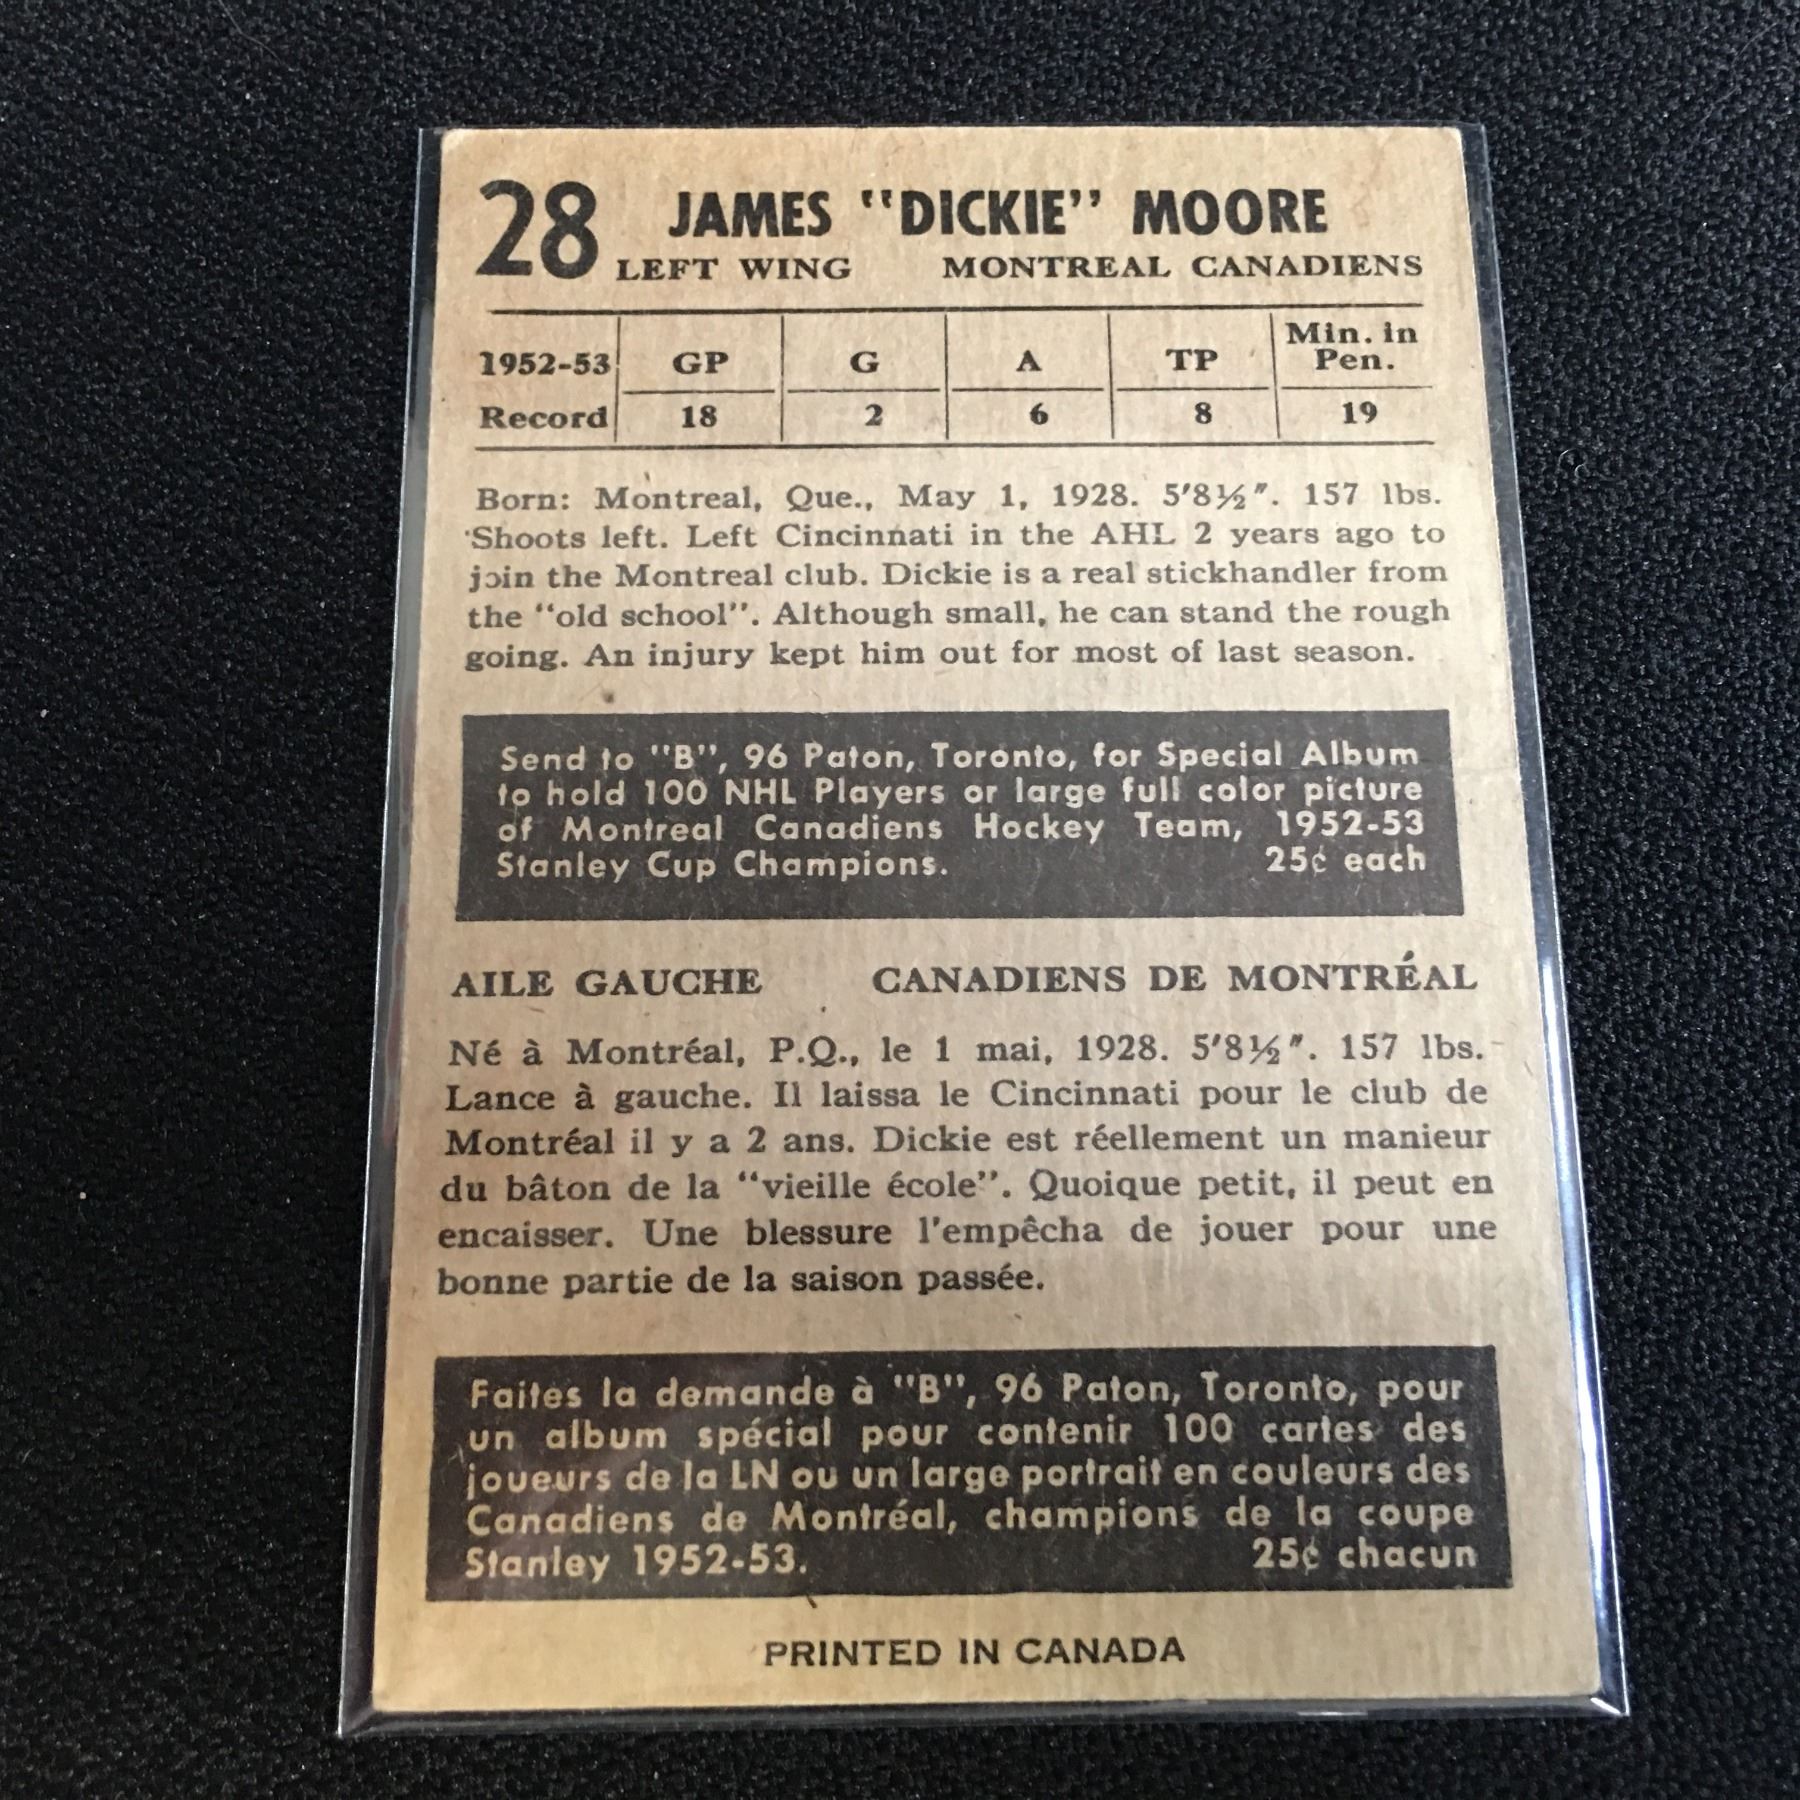 28 JAMES "DICKIE" MOORE
LEFT WING MONTREAL CANADIENS
1952-53 GP G A TP Min. in Pen.
Record 18 2 6 8 19
Born: Montreal, Que., May 1, 1928. 5'8½". 157 lbs.
Shoots left. Left Cincinnati in the AHL 2 years ago to
join the Montreal club. Dickie is a real stickhandler from
the "old school". Although small, he can stand the rough
going. An injury kept him out for most of last season.
Send to "B", 96 Paton, Toronto, for Special Album
to hold 100 NHL Players or large full color picture
of Montreal Canadiens Hockey Team, 1952-53
Stanley Cup Champions. 25¢ each
AILE GAUCHE CANADIENS DE MONTRÉAL
Né à Montréal, P.Q., le 1 mai, 1928. 5'8½". 157 lbs.
Lance à gauche. Il laissa le Cincinnati pour le club de
Montréal il y a 2 ans. Dickie est réellement un manieur
du bâton de la "vieille école". Quoique petit, il peut en
encaisser. Une blessure l'empêcha de jouer pour une
bonne partie de la saison passée.
Faites la demande à "B", 96 Paton, Toronto, pour
un album spécial pour contenir 100 cartes des
joueurs de la LN ou un large portrait en couleurs des
Canadiens de Montréal, champions de la coupe
Stanley 1952-53. 25¢ chacun
PRINTED IN CANADA